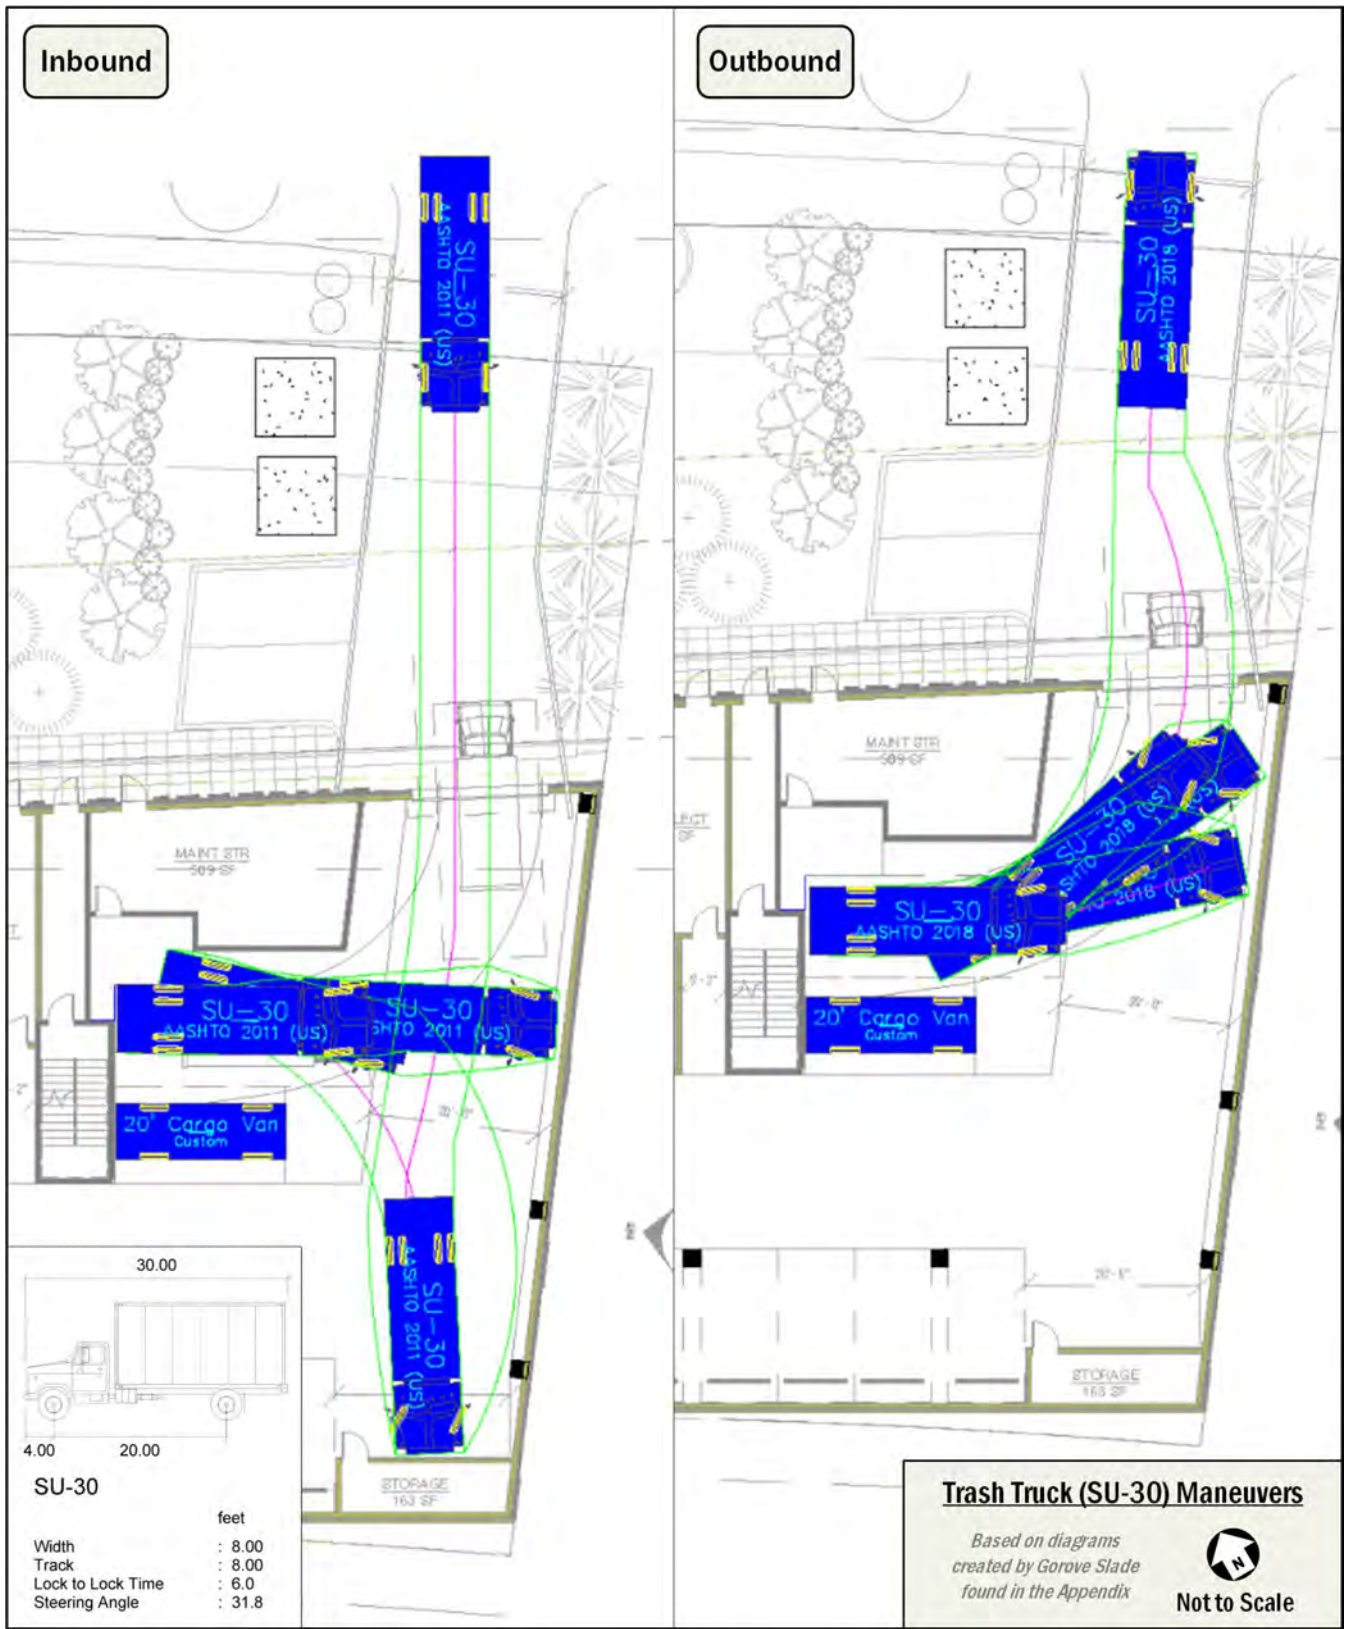 Inbound
SU-30
AASHTO 2011 (US)
MAINT STR
509 SF
SU-30
AASHTO 2011 (US)
SU-30
SHTO 2011 (US)
20' Cargo Van
Custom
SU-30
AASHTO 2011 (US)
STORAGE
163 SF
30.00
4.00
20.00
SU-30
feet
Width : 8.00
Track : 8.00
Lock to Lock Time : 6.0
Steering Angle : 31.8
Outbound
SU-30
AASHTO 2018 (US)
MAINT STR
509 SF
SU-30
SHTO 2018 (US)
2018 (US)
SU-30
AASHTO 2018 (US)
20' Cargo Van
Custom
STORAGE
163 SF
Trash Truck (SU-30) Maneuvers
Based on diagrams
created by Gorove Slade
found in the Appendix
N
Not to Scale